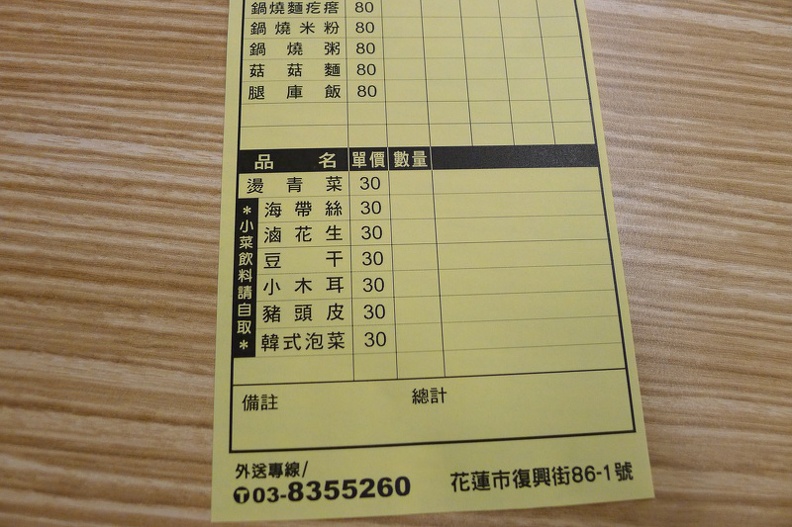 鍋燒麵疙瘩 80
鍋燒米粉 80
鍋燒粥 80
菇菇麵 80
腿庫飯 80
品名 單價 數量
燙青菜 30
*小菜飲料請自取*
海帶絲 30
滷花生 30
豆干 30
小木耳 30
豬頭皮 30
韓式泡菜 30
備註 總計
外送專線/
03-8355260 花蓮市復興街86-1號